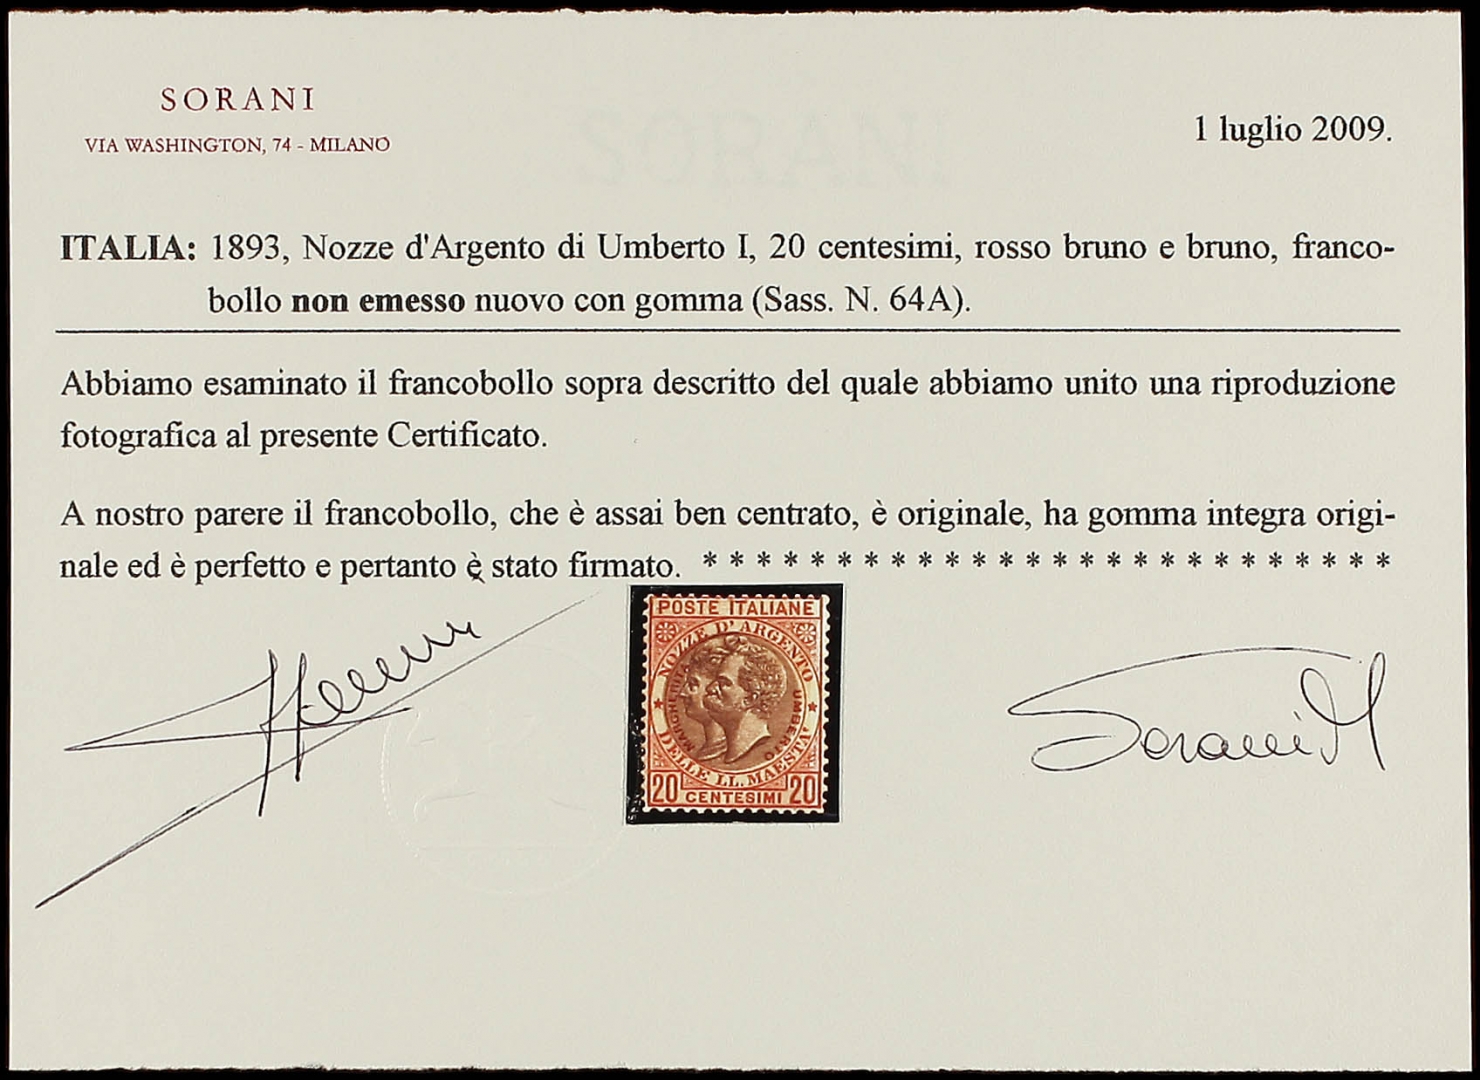 SORANI
VIA WASHINGTON, 74 - MILANO
SORANI
1 luglio 2009.
ITALIA: 1893, Nozze d'Argento di Umberto I, 20 centesimi, rosso bruno e bruno, franco-
bollo non emesso nuovo con gomma (Sass. N. 64A).
Abbiamo esaminato il francobollo sopra descritto del quale abbiamo unito una riproduzione
fotografica al presente Certificato.
A nostro parere il francobollo, che è assai ben centrato, è originale, ha gomma integra origi-
nale ed è perfetto e pertanto è stato firmato. * * * * * * * * * * * * * * * * * * * * * * * * * *
POSTE ITALIANE
NOZZE D'ARGENTO
MARGHERITA
UMBERTO
DELLE LL. MAESTA'
20 CENTESIMI 20
Sorani M